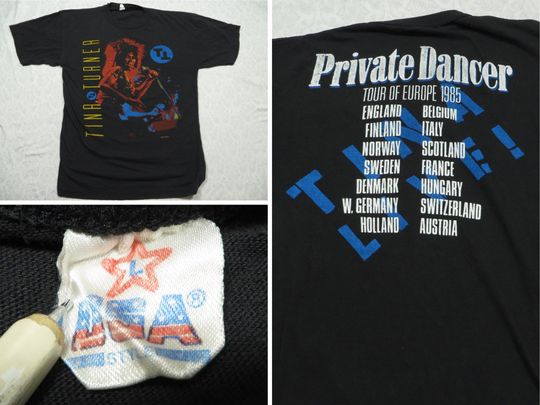 TINA TURNER
L
USA®
STYLE
Private Dancer
TOUR OF EUROPE 1985
ENGLAND BELGIUM
FINLAND ITALY
NORWAY SCOTLAND
SWEDEN FRANCE
DENMARK HUNGARY
W. GERMANY SWITZERLAND
HOLLAND AUSTRIA
TINA
LIVE!